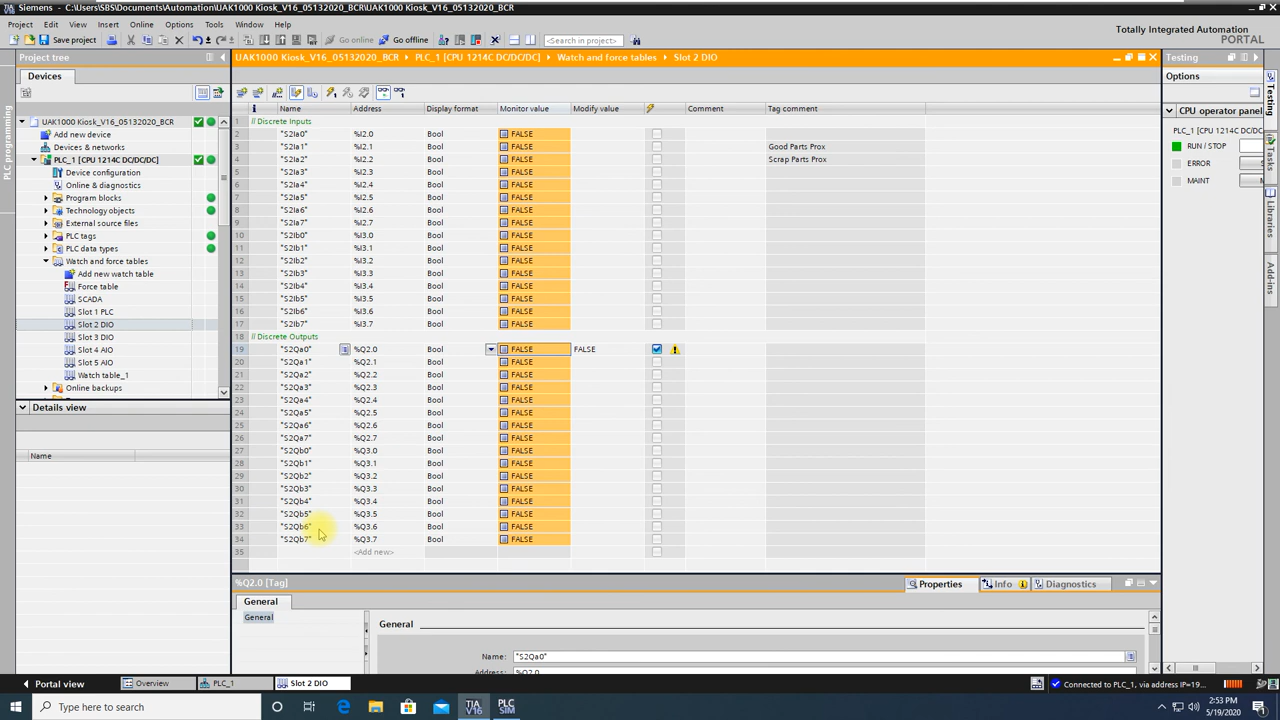 Siemens - C:\Users\SBS\Documents\Automation\UAK1000 Kiosk_V16_05132020_BCR\UAK1000 Kiosk_V16_05132020_BCR
Project Edit View Insert Online Options Tools Window Help
Totally Integrated Automation
PORTAL
Save project Go online Go offline <Search in project>
Project tree
UAK1000 Kiosk_V16_05132020_BCR PLC_1 [CPU 1214C DC/DC/DC] Watch and force tables Slot 2 DIO
Testing
Devices
Options
PLC programming
UAK1000 Kiosk_V16_05132020_BCR
Add new device
Devices & networks
PLC_1 [CPU 1214C DC/DC/DC]
Device configuration
Online & diagnostics
Program blocks
Technology objects
External source files
PLC tags
PLC data types
Watch and force tables
Add new watch table
Force table
SCADA
Slot 1 PLC
Slot 2 DIO
Slot 3 DIO
Slot 4 AIO
Slot 5 AIO
Watch table_1
Online backups
Details view
Name
i Name Address Display format Monitor value Modify value Comment Tag comment
1 // Discrete Inputs
2 "S2Ia0" %I2.0 Bool FALSE
3 "S2Ia1" %I2.1 Bool FALSE Good Parts Prox
4 "S2Ia2" %I2.2 Bool FALSE Scrap Parts Prox
5 "S2Ia3" %I2.3 Bool FALSE
6 "S2Ia4" %I2.4 Bool FALSE
7 "S2Ia5" %I2.5 Bool FALSE
8 "S2Ia6" %I2.6 Bool FALSE
9 "S2Ia7" %I2.7 Bool FALSE
10 "S2Ib0" %I3.0 Bool FALSE
11 "S2Ib1" %I3.1 Bool FALSE
12 "S2Ib2" %I3.2 Bool FALSE
13 "S2Ib3" %I3.3 Bool FALSE
14 "S2Ib4" %I3.4 Bool FALSE
15 "S2Ib5" %I3.5 Bool FALSE
16 "S2Ib6" %I3.6 Bool FALSE
17 "S2Ib7" %I3.7 Bool FALSE
18 // Discrete Outputs
19 "S2Qa0" %Q2.0 Bool FALSE FALSE
20 "S2Qa1" %Q2.1 Bool FALSE
21 "S2Qa2" %Q2.2 Bool FALSE
22 "S2Qa3" %Q2.3 Bool FALSE
23 "S2Qa4" %Q2.4 Bool FALSE
24 "S2Qa5" %Q2.5 Bool FALSE
25 "S2Qa6" %Q2.6 Bool FALSE
26 "S2Qa7" %Q2.7 Bool FALSE
27 "S2Qb0" %Q3.0 Bool FALSE
28 "S2Qb1" %Q3.1 Bool FALSE
29 "S2Qb2" %Q3.2 Bool FALSE
30 "S2Qb3" %Q3.3 Bool FALSE
31 "S2Qb4" %Q3.4 Bool FALSE
32 "S2Qb5" %Q3.5 Bool FALSE
33 "S2Qb6" %Q3.6 Bool FALSE
34 "S2Qb7" %Q3.7 Bool FALSE
35 <Add new>
%Q2.0 [Tag]
Properties Info Diagnostics
General
General
General
Name: "S2Qa0"
Address: %Q2.0
CPU operator panel
PLC_1 [CPU 1214C DC/DC
RUN / STOP
ERROR
MAINT
Testing
Tasks
Libraries
Add-ins
Portal view Overview PLC_1 Slot 2 DIO Connected to PLC_1, via address IP=19...
Type here to search
TIA V16
PLC SIM
2:53 PM
5/19/2020
1